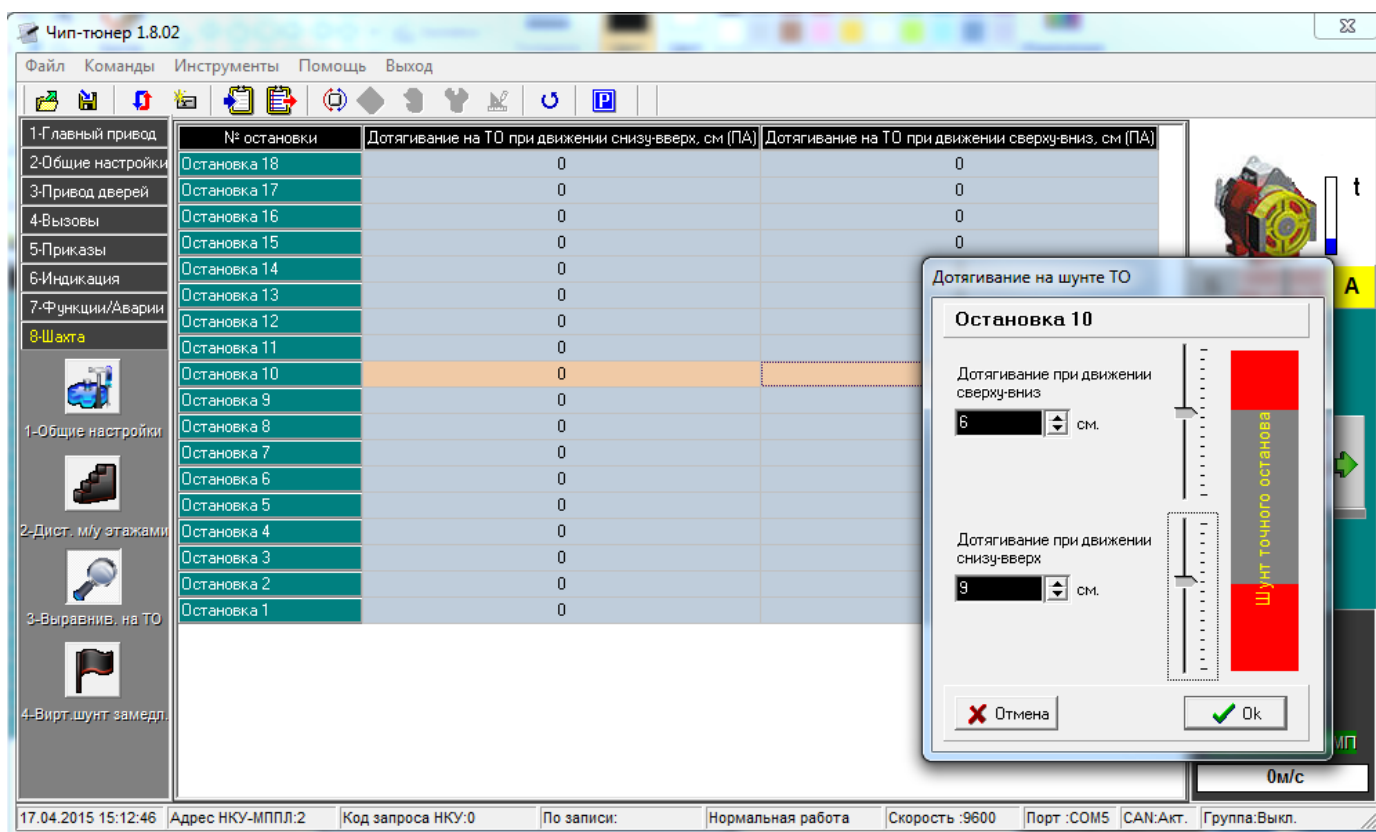 Чип-тюнер 1.8.02
Файл Команды Инструменты Помощь Выход
1-Главный привод
2-Общие настройки
3-Привод дверей
4-Вызовы
5-Приказы
6-Индикация
7-Функции/Аварии
8-Шахта
1-Общие настройки
2-Дист. м/у этажами
3-Выравнив. на ТО
4-Вирт.шунт замедл.
№ остановки Дотягивание на ТО при движении снизу-вверх, см (ПА) Дотягивание на ТО при движении сверху-вниз, см (ПА)
Остановка 18 0 0
Остановка 17 0 0
Остановка 16 0 0
Остановка 15 0 0
Остановка 14 0
Остановка 13 0
Остановка 12 0
Остановка 11 0
Остановка 10 0
Остановка 9 0
Остановка 8 0
Остановка 7 0
Остановка 6 0
Остановка 5 0
Остановка 4 0
Остановка 3 0
Остановка 2 0
Остановка 1 0
t
A
Дотягивание на шунте ТО
Остановка 10
Дотягивание при движении
сверху-вниз
6 см.
Дотягивание при движении
снизу-вверх
9 см.
Шунт точного останова
Отмена Ok
МП
0м/с
17.04.2015 15:12:46 Адрес НКУ-МППЛ:2 Код запроса НКУ:0 По записи: Нормальная работа Скорость :9600 Порт :COM5 CAN:Акт. Группа:Выкл.